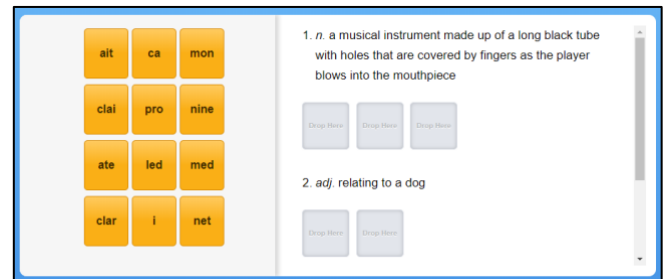 ait ca mon
clai pro nine
ate led med
clar i net
1. n. a musical instrument made up of a long black tube
with holes that are covered by fingers as the player
blows into the mouthpiece
Drop Here Drop Here Drop Here
2. adj. relating to a dog
Drop Here Drop Here